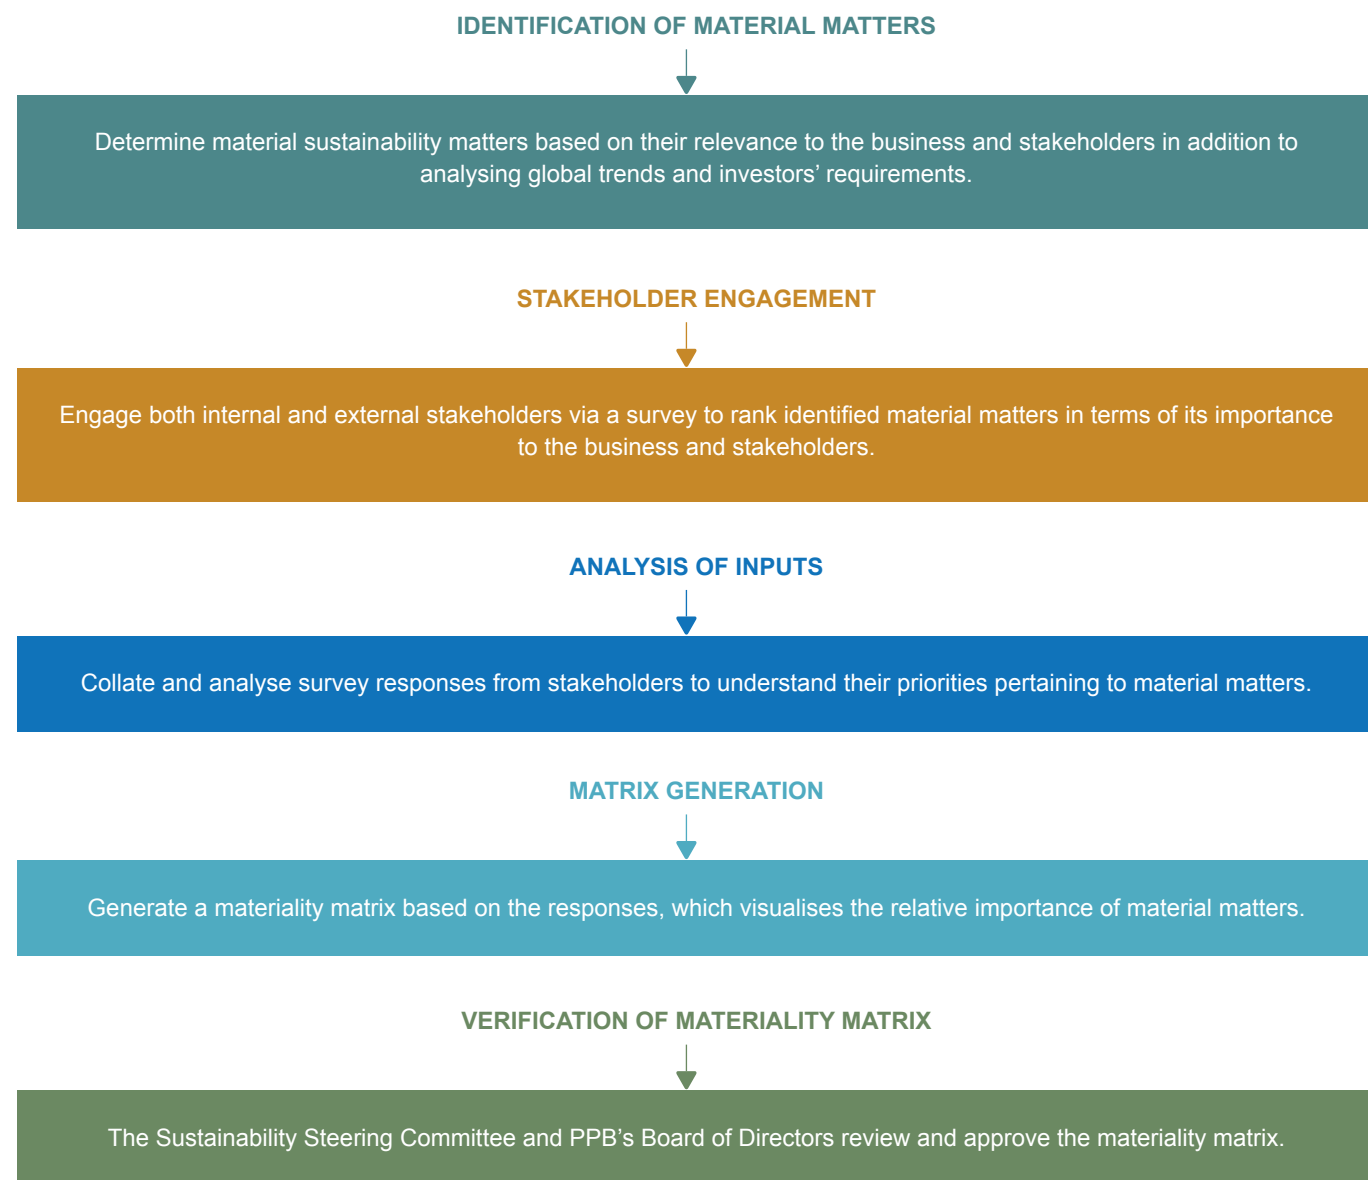 IDENTIFICATION OF MATERIAL MATTERS
Determine material sustainability matters based on their relevance to the business and stakeholders in addition to
analysing global trends and investors’ requirements.
STAKEHOLDER ENGAGEMENT
Engage both internal and external stakeholders via a survey to rank identified material matters in terms of its importance
to the business and stakeholders.
ANALYSIS OF INPUTS
Collate and analyse survey responses from stakeholders to understand their priorities pertaining to material matters.
MATRIX GENERATION
Generate a materiality matrix based on the responses, which visualises the relative importance of material matters.
VERIFICATION OF MATERIALITY MATRIX
The Sustainability Steering Committee and PPB’s Board of Directors review and approve the materiality matrix.